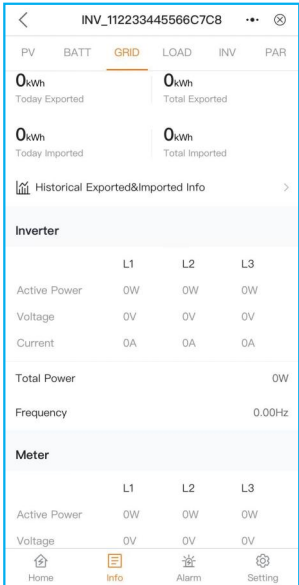 INV_112233445566C7C8
PV BATT GRID LOAD INV PAR
0kWh 0kWh
Today Exported Total Exported
0kWh 0kWh
Today Imported Total Imported
Historical Exported&Imported Info
Inverter
L1 L2 L3
Active Power 0W 0W 0W
Voltage 0V 0V 0V
Current 0A 0A 0A
Total Power 0W
Frequency 0.00Hz
Meter
L1 L2 L3
Active Power 0W 0W 0W
Voltage 0V 0V 0V
Home Info Alarm Setting